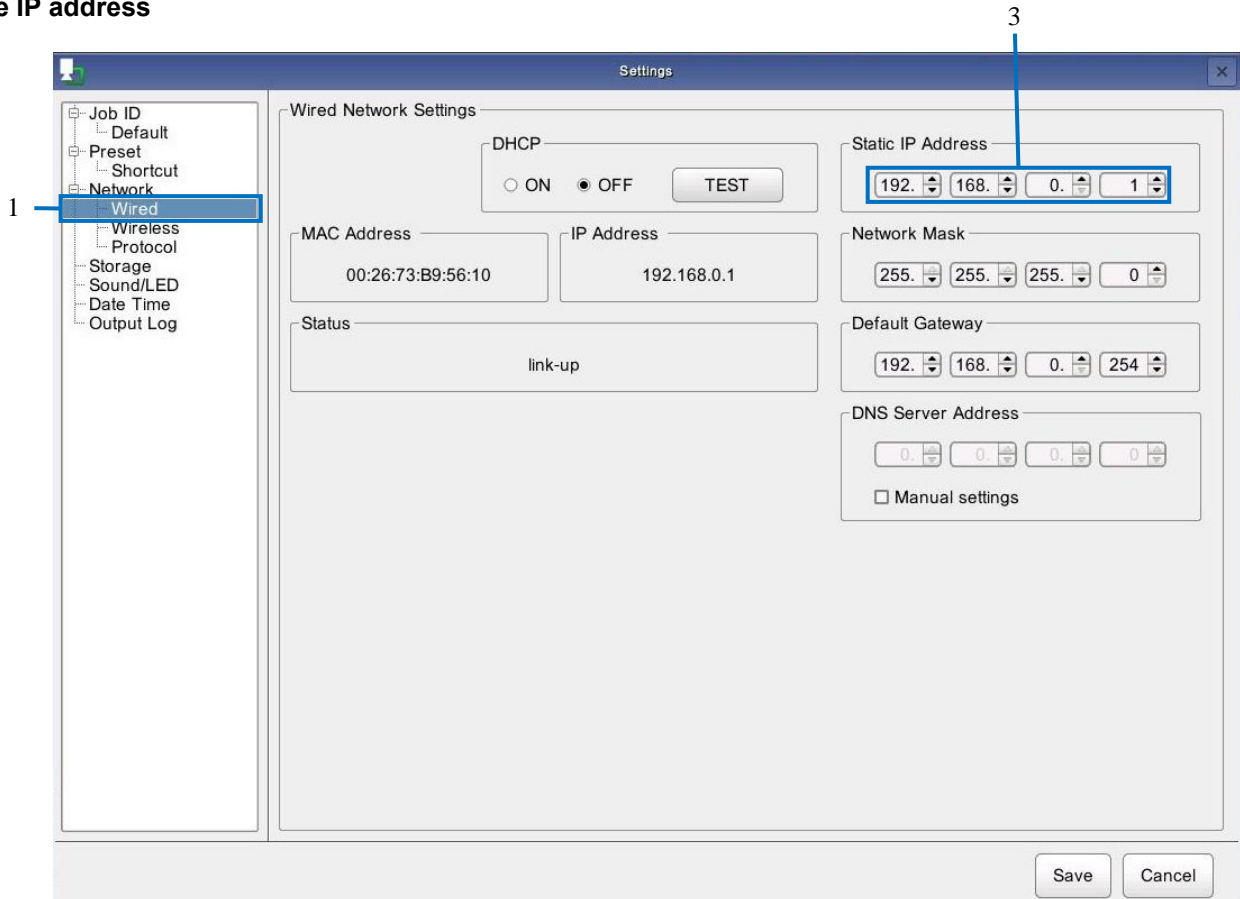 e IP address
3
Settings
Job ID
Default
Preset
Shortcut
Network
1
Wired
Wireless
Protocol
Storage
Sound/LED
Date Time
Output Log
Wired Network Settings
DHCP
ON OFF TEST
MAC Address
00:26:73:B9:56:10
IP Address
192.168.0.1
Status
link-up
Static IP Address
192. 168. 0. 1
Network Mask
255. 255. 255. 0
Default Gateway
192. 168. 0. 254
DNS Server Address
0. 0. 0. 0
Manual settings
Save Cancel